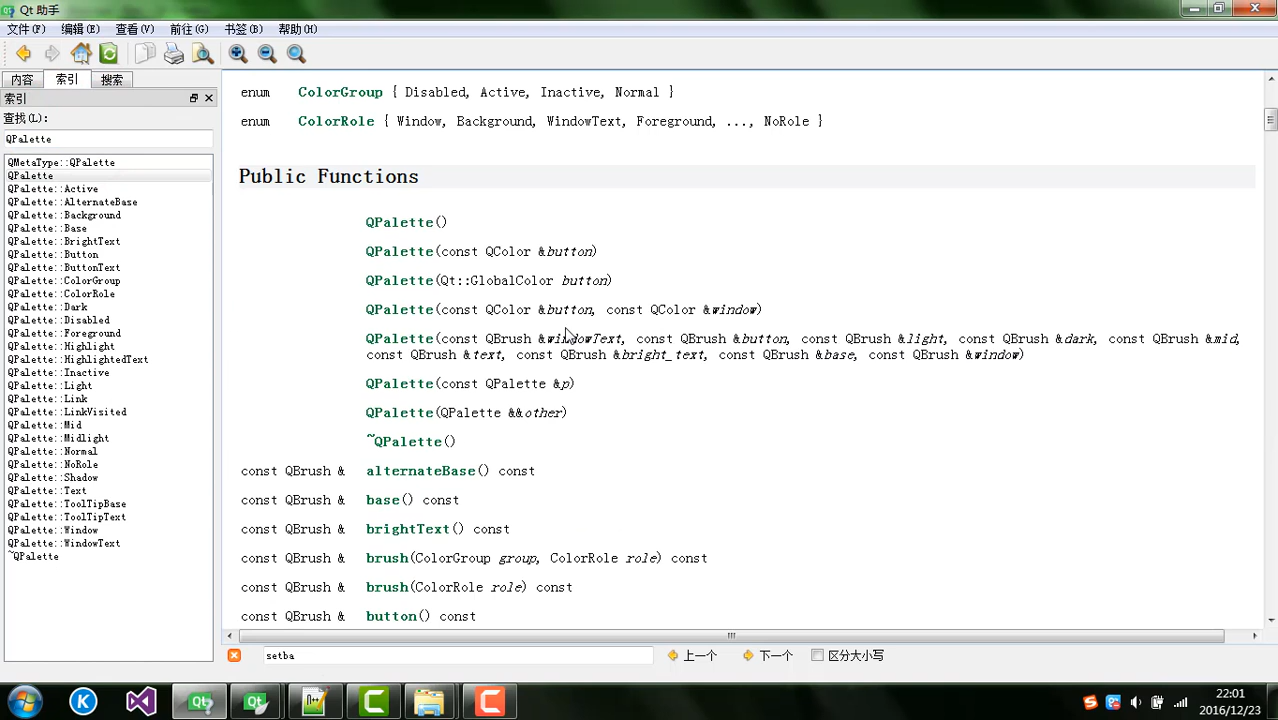 Qt 助手
文件(F) 编辑(E) 查看(V) 前往(G) 书签(B) 帮助(H)
内容 索引 搜索
索引
查找(L):
QPalette
QMetaType::QPalette
QPalette
QPalette::Active
QPalette::AlternateBase
QPalette::Background
QPalette::Base
QPalette::BrightText
QPalette::Button
QPalette::ButtonText
QPalette::ColorGroup
QPalette::ColorRole
QPalette::Dark
QPalette::Disabled
QPalette::Foreground
QPalette::Highlight
QPalette::HighlightedText
QPalette::Inactive
QPalette::Light
QPalette::Link
QPalette::LinkVisited
QPalette::Mid
QPalette::Midlight
QPalette::Normal
QPalette::NoRole
QPalette::Shadow
QPalette::Text
QPalette::ToolTipBase
QPalette::ToolTipText
QPalette::Window
QPalette::WindowText
~QPalette
enum ColorGroup { Disabled, Active, Inactive, Normal }
enum ColorRole { Window, Background, WindowText, Foreground, ..., NoRole }
Public Functions
QPalette()
QPalette(const QColor &button)
QPalette(Qt::GlobalColor button)
QPalette(const QColor &button, const QColor &window)
QPalette(const QBrush &windowText, const QBrush &button, const QBrush &light, const QBrush &dark, const QBrush &mid,
const QBrush &text, const QBrush &bright_text, const QBrush &base, const QBrush &window)
QPalette(const QPalette &p)
QPalette(QPalette &&other)
~QPalette()
const QBrush & alternateBase() const
const QBrush & base() const
const QBrush & brightText() const
const QBrush & brush(ColorGroup group, ColorRole role) const
const QBrush & brush(ColorRole role) const
const QBrush & button() const
setba 上一个 下一个 区分大小写
22:01
2016/12/23